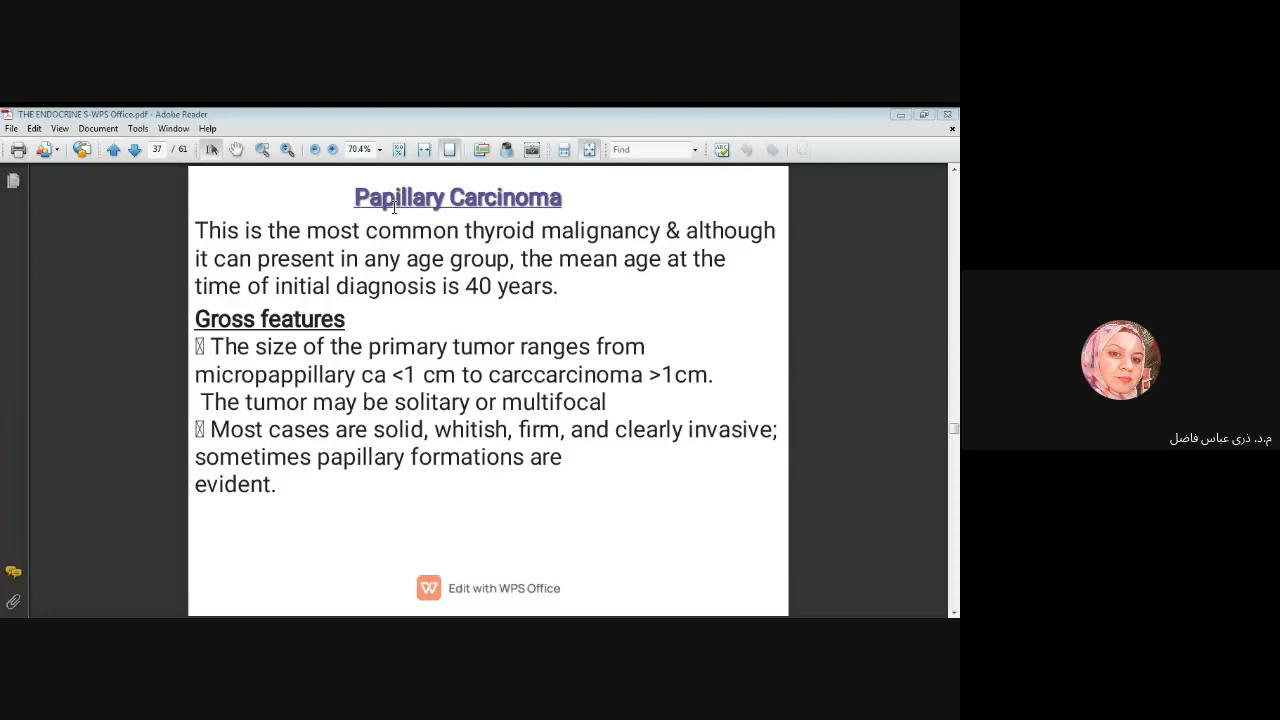 THE ENDOCRINE S-WPS Office.pdf - Adobe Reader
File Edit View Document Tools Window Help
37 / 61 70.4% Find
Papillary Carcinoma
This is the most common thyroid malignancy & although
it can present in any age group, the mean age at the
time of initial diagnosis is 40 years.
Gross features
The size of the primary tumor ranges from
micropappillary ca <1 cm to carccarcinoma >1cm.
The tumor may be solitary or multifocal
Most cases are solid, whitish, firm, and clearly invasive;
sometimes papillary formations are
evident.
Edit with WPS Office
م.د. ذرى عباس فاضل